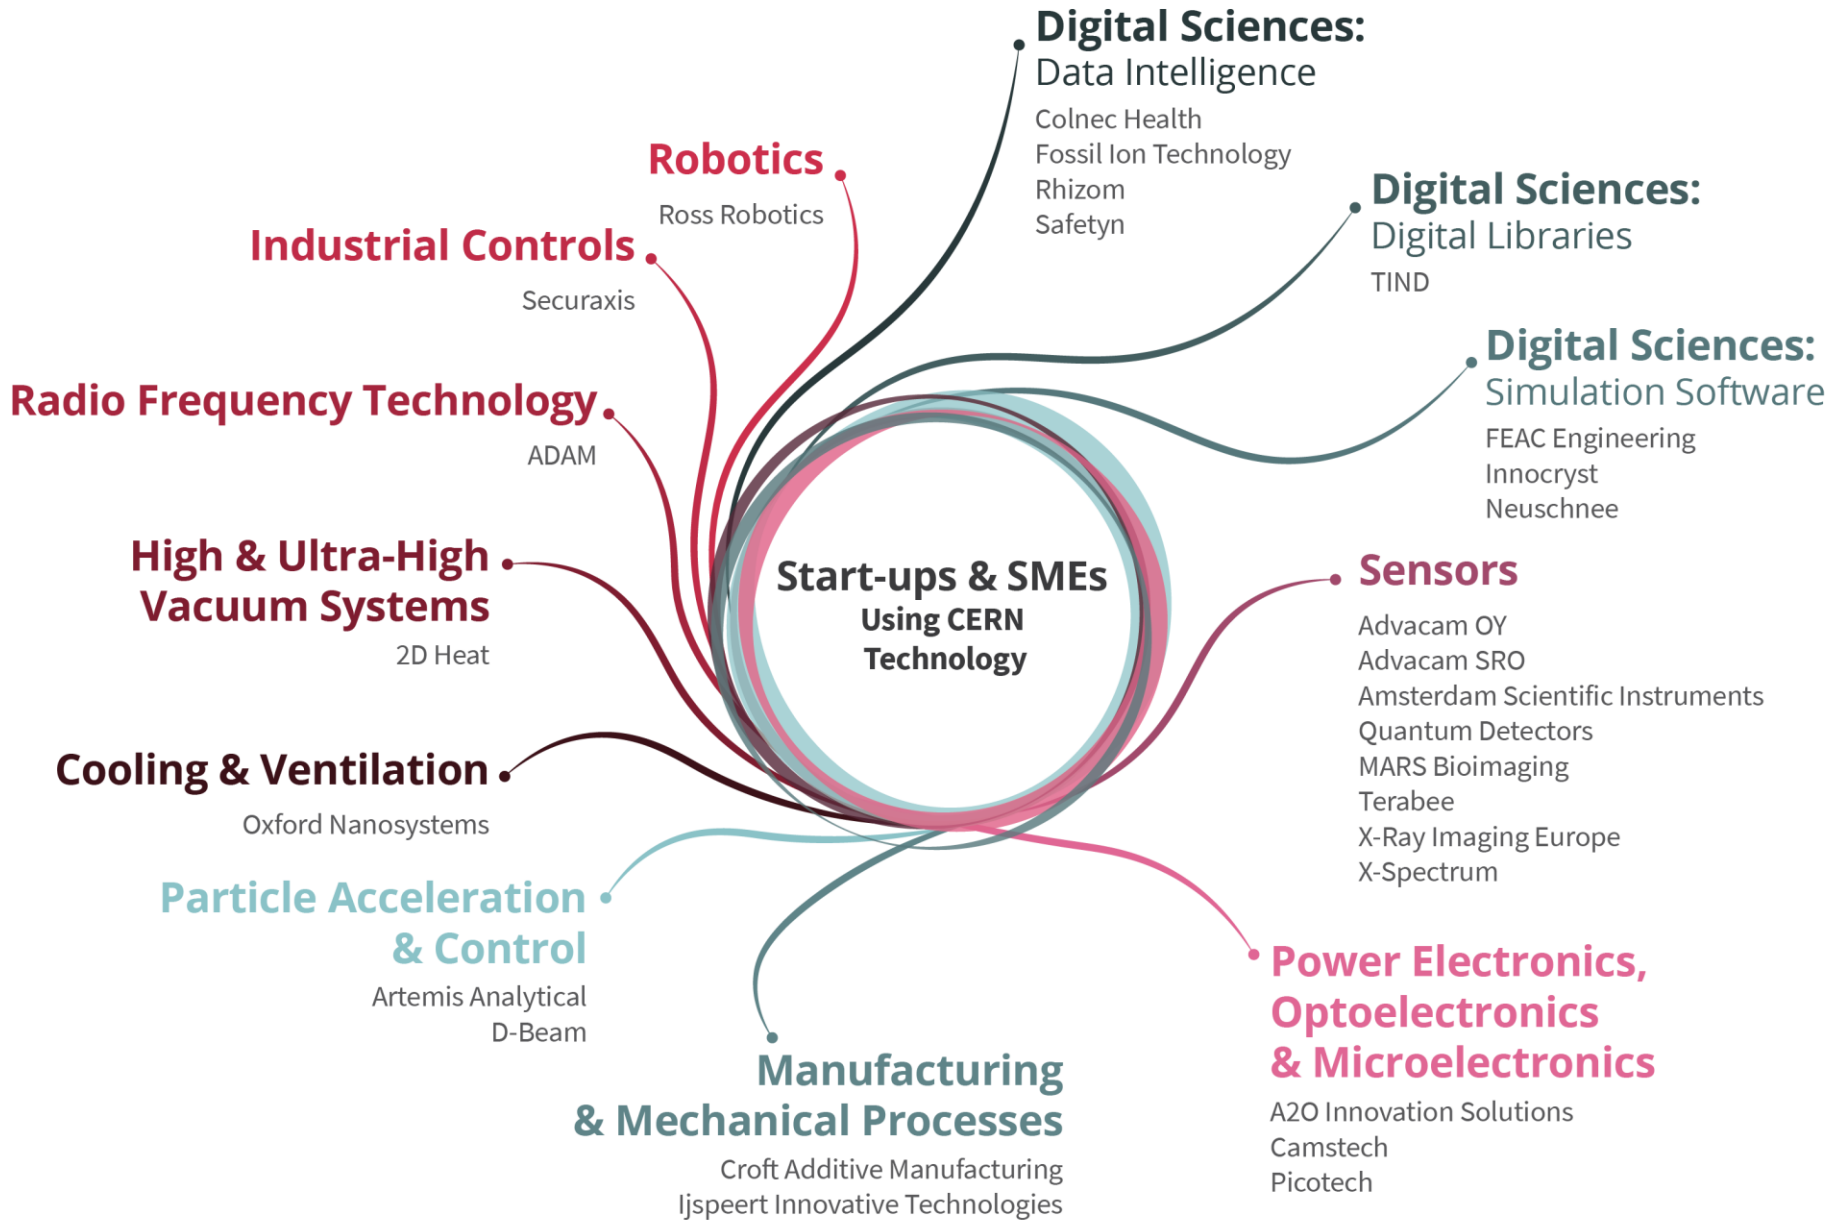 Digital Sciences:
Data Intelligence
Colnec Health
Fossil Ion Technology
Rhizom
Safetyn
Digital Sciences:
Digital Libraries
TIND
Digital Sciences:
Simulation Software
FEAC Engineering
Innocryst
Neuschnee
Sensors
Advacam OY
Advacam SRO
Amsterdam Scientific Instruments
Quantum Detectors
MARS Bioimaging
Terabee
X-Ray Imaging Europe
X-Spectrum
Power Electronics,
Optoelectronics
& Microelectronics
A2O Innovation Solutions
Camstech
Picotech
Manufacturing
& Mechanical Processes
Croft Additive Manufacturing
Ijspeert Innovative Technologies
Particle Acceleration
& Control
Artemis Analytical
D-Beam
Cooling & Ventilation
Oxford Nanosystems
High & Ultra-High
Vacuum Systems
2D Heat
Radio Frequency Technology
ADAM
Industrial Controls
Securaxis
Robotics
Ross Robotics
Start-ups & SMEs
Using CERN
Technology